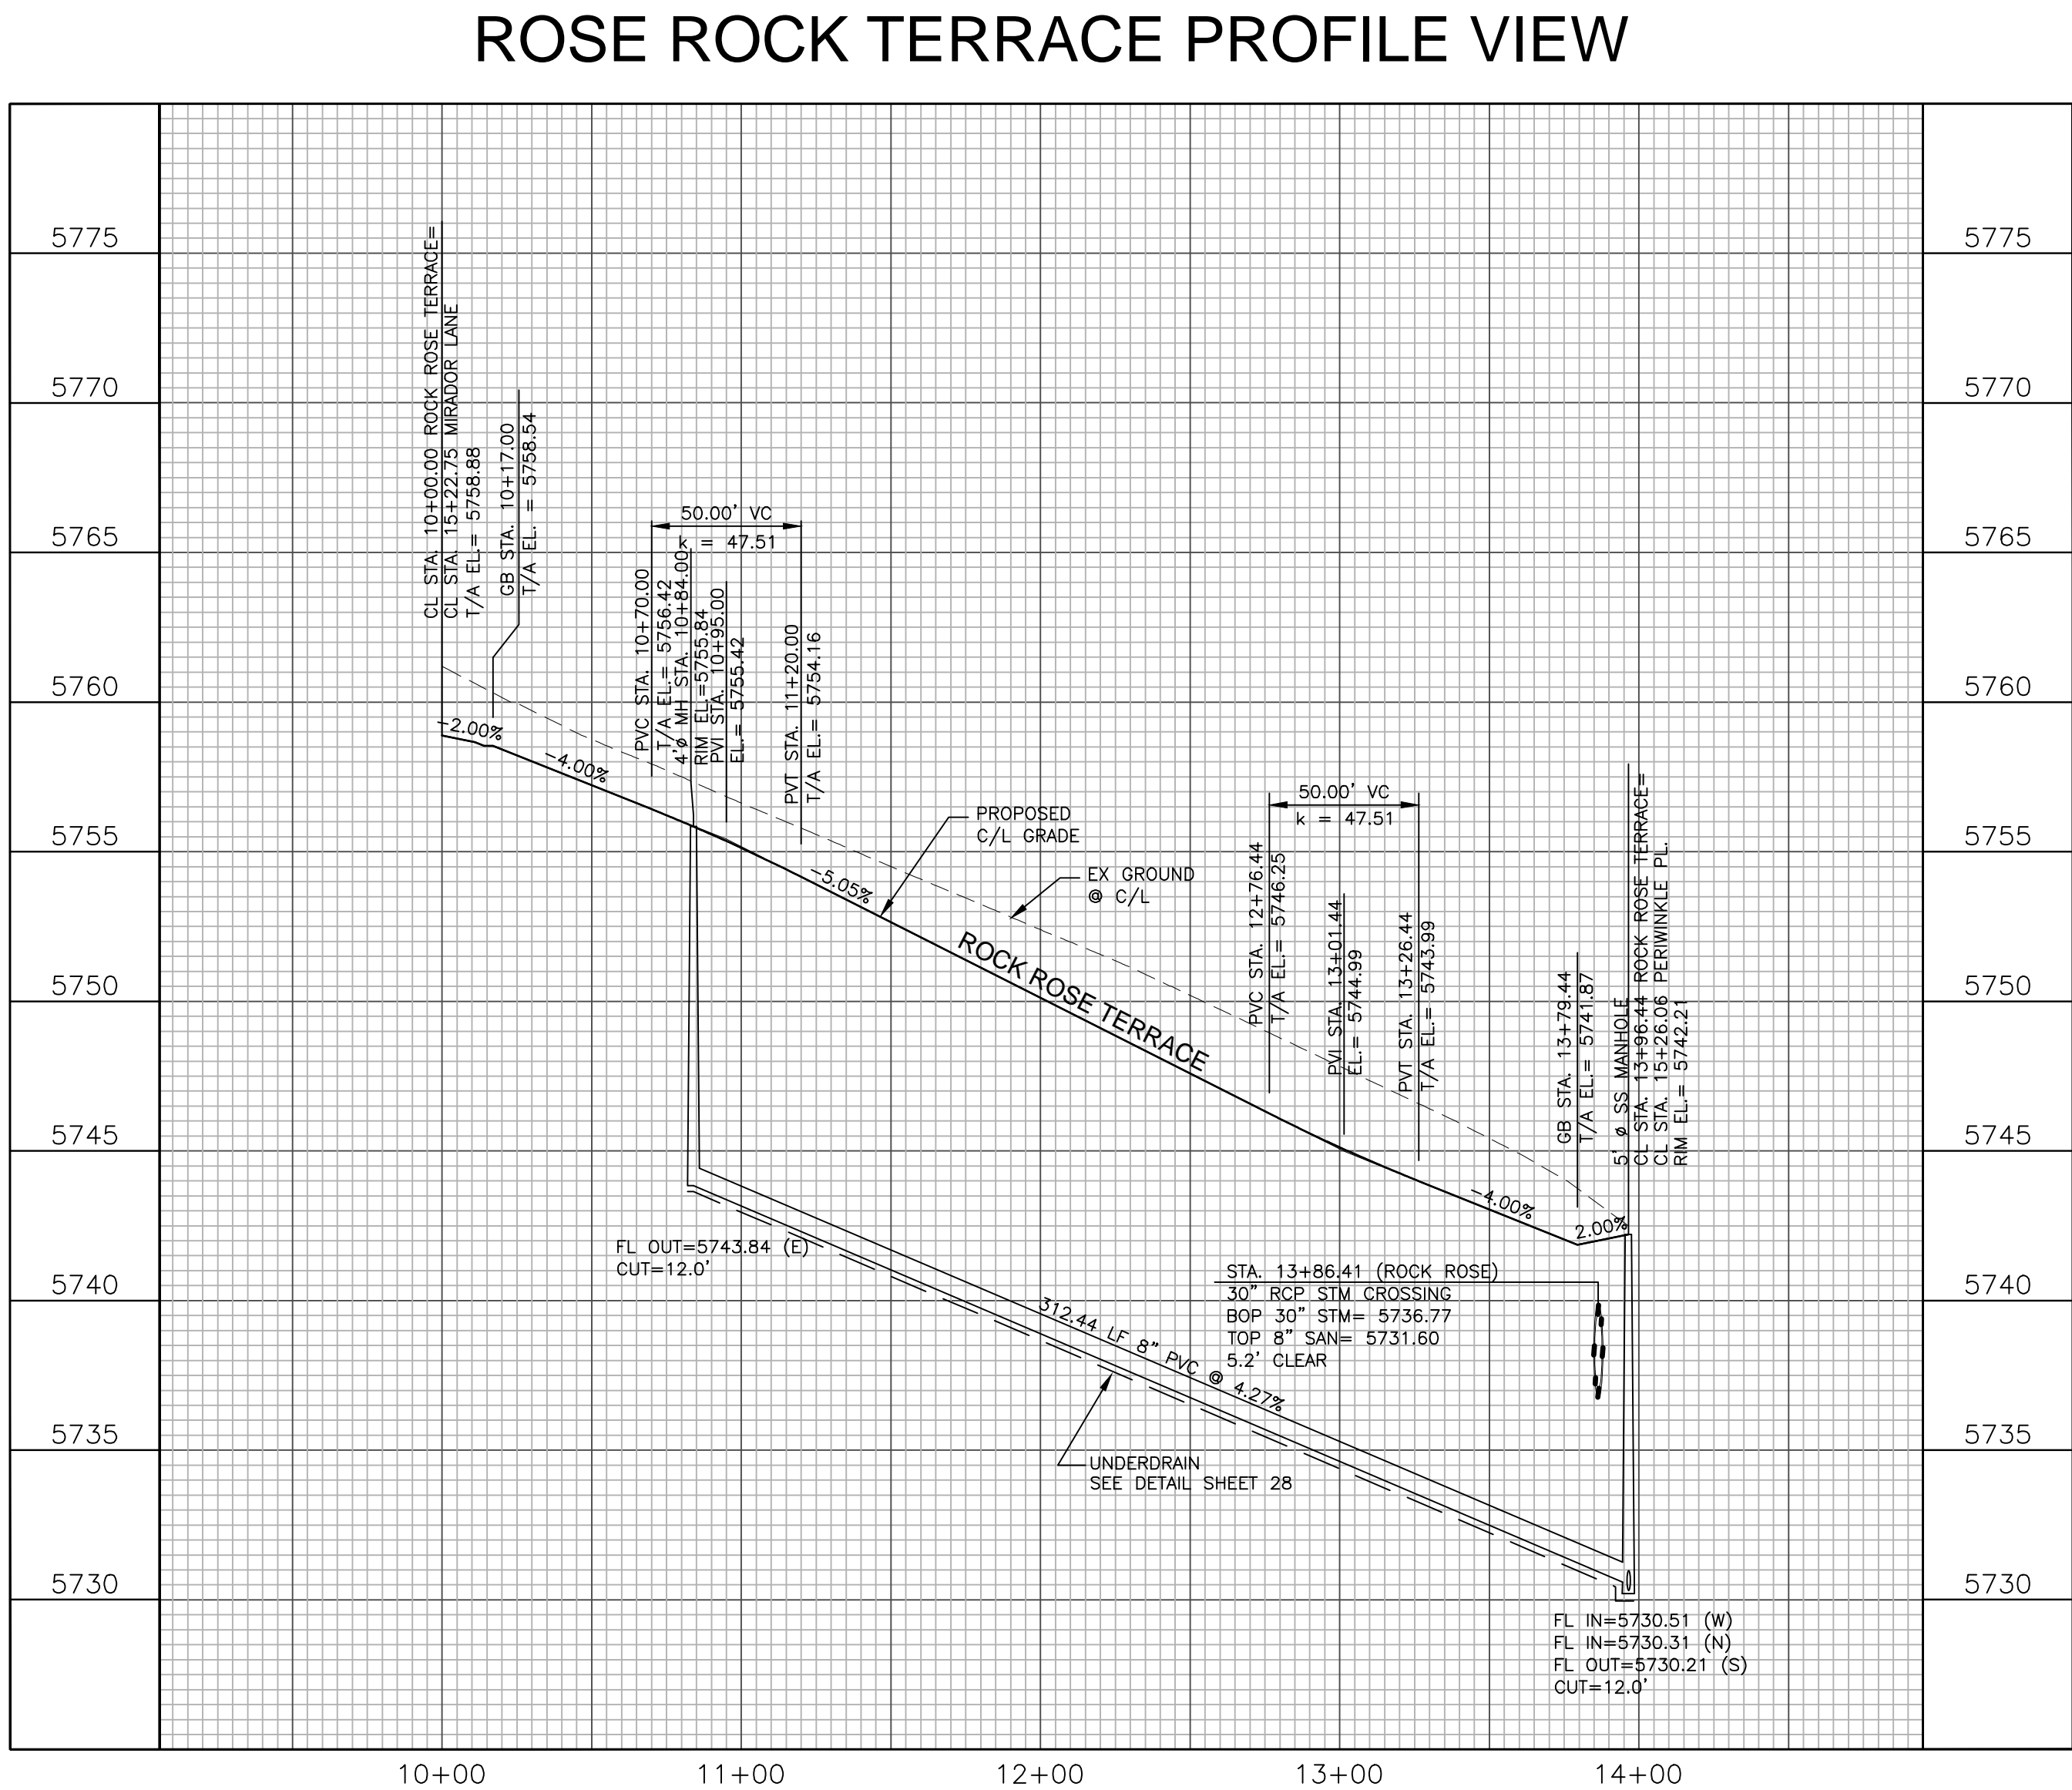 ROSE ROCK TERRACE PROFILE VIEW
5775
5770
5765
5760
5755
5750
5745
5740
5735
5730
CL STA. 10+00.00 ROCK ROSE TERRACE=
CL STA. 15+22.75 MIRADOR LANE
T/A EL.= 5758.88
GB STA. 10+17.00
T/A EL. = 5758.54
50.00' VC
k = 47.51
PVC STA. 10+70.00
T/A EL.= 5756.42
4'ø MH STA. 10+84.00
RIM EL.=5755.84
PVI STA. 10+95.00
EL.= 5755.42
PVT STA. 11+20.00
T/A EL.= 5754.16
-2.00%
-4.00%
-5.05%
PROPOSED
C/L GRADE
EX GROUND
@ C/L
ROCK ROSE TERRACE
50.00' VC
k = 47.51
PVC STA. 12+76.44
T/A EL.= 5746.25
PVI STA. 13+01.44
EL.= 5744.99
PVT STA. 13+26.44
T/A EL.= 5743.99
GB STA. 13+79.44
T/A EL.= 5741.87
5' ø SS MANHOLE
CL STA. 13+96.44 ROCK ROSE TERRACE=
CL STA. 15+26.06 PERIWINKLE PL.
RIM EL.= 5742.21
-4.00%
2.00%
FL OUT=5743.84 (E)
CUT=12.0'
312.44 LF 8" PVC @ 4.27%
STA. 13+86.41 (ROCK ROSE)
30" RCP STM CROSSING
BOP 30" STM= 5736.77
TOP 8" SAN= 5731.60
5.2' CLEAR
UNDERDRAIN
SEE DETAIL SHEET 28
FL IN=5730.51 (W)
FL IN=5730.31 (N)
FL OUT=5730.21 (S)
CUT=12.0'
5775
5770
5765
5760
5755
5750
5745
5740
5735
5730
10+00
11+00
12+00
13+00
14+00